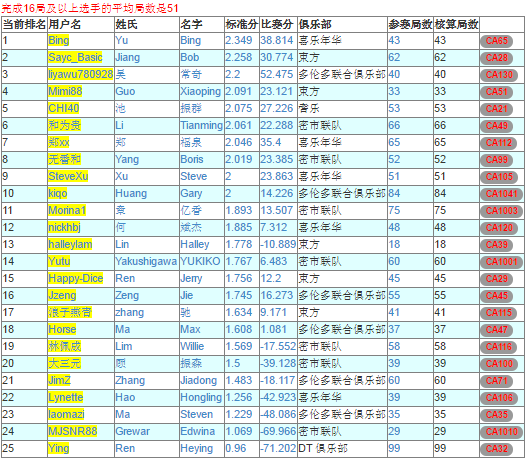 完成16局及以上选手的平均局数是51
当前排名 用户名 姓氏 名字 标准分 比赛分 俱乐部 参赛局数 核算局数
1 Bing Yu Bing 2.349 38.814 喜乐年华 43 43 CA65
2 Sayc_Basic Jiang Bob 2.258 30.774 东方 62 62 CA28
3 liyawu780928 吴 常奇 2.2 52.475 多伦多联合俱乐部 40 40 CA130
4 Mimi88 Guo Xiaoping 2.091 23.121 东方 33 33 CA51
5 CHI40 池 振群 2.075 27.226 管乐 53 53 CA21
6 和为贵 Li Tianming 2.061 22.288 密市联队 66 66 CA49
7 郑xx 郑 福泉 2.046 35.4 喜乐年华 65 65 CA112
8 无番和 Yang Boris 2.019 23.385 密市联队 52 52 CA99
9 SteveXu Xu Steve 2 23.863 喜乐年华 51 51 CA105
10 kiqo Huang Gary 2 14.226 多伦多联合俱乐部 84 84 CA1041
11 Morina1 袁 亿香 1.893 13.507 密市联队 75 75 CA1003
12 nickhbj 何 斌杰 1.885 7.312 喜乐年华 48 48 CA120
13 halleylam Lin Halley 1.778 -10.889 东方 18 18 CA39
14 Yutu Yakushigawa YUKIKO 1.767 6.483 密市联队 60 60 CA1001
15 Happy-Dice Ren Jerry 1.756 12.2 东方 45 45 CA29
16 Jzeng Zeng Jie 1.745 16.273 多伦多联合俱乐部 55 55 CA45
17 浪子燕青 zhang 驰 1.634 9.171 东方 41 41 CA115
18 Horse Ma Max 1.608 1.081 多伦多联合俱乐部 37 37 CA47
19 林佩成 Lim Willie 1.569 -17.552 密市联队 58 58 CA116
20 大三元 顾 振森 1.5 -39.128 密市联队 39 39 CA100
21 JimZ Zhang Jiadong 1.483 -18.117 多伦多联合俱乐部 60 60 CA71
22 Lynette Hao Hongling 1.256 -42.923 喜乐年华 39 39 CA106
23 laomazi Ma Steven 1.229 -48.086 多伦多联合俱乐部 35 35 CA35
24 MJSNR88 Grewar Edwina 1.069 -69.966 密市联队 29 29 CA1010
25 Ying Ren Heying 0.96 -71.202 DT 俱乐部 99 99 CA32